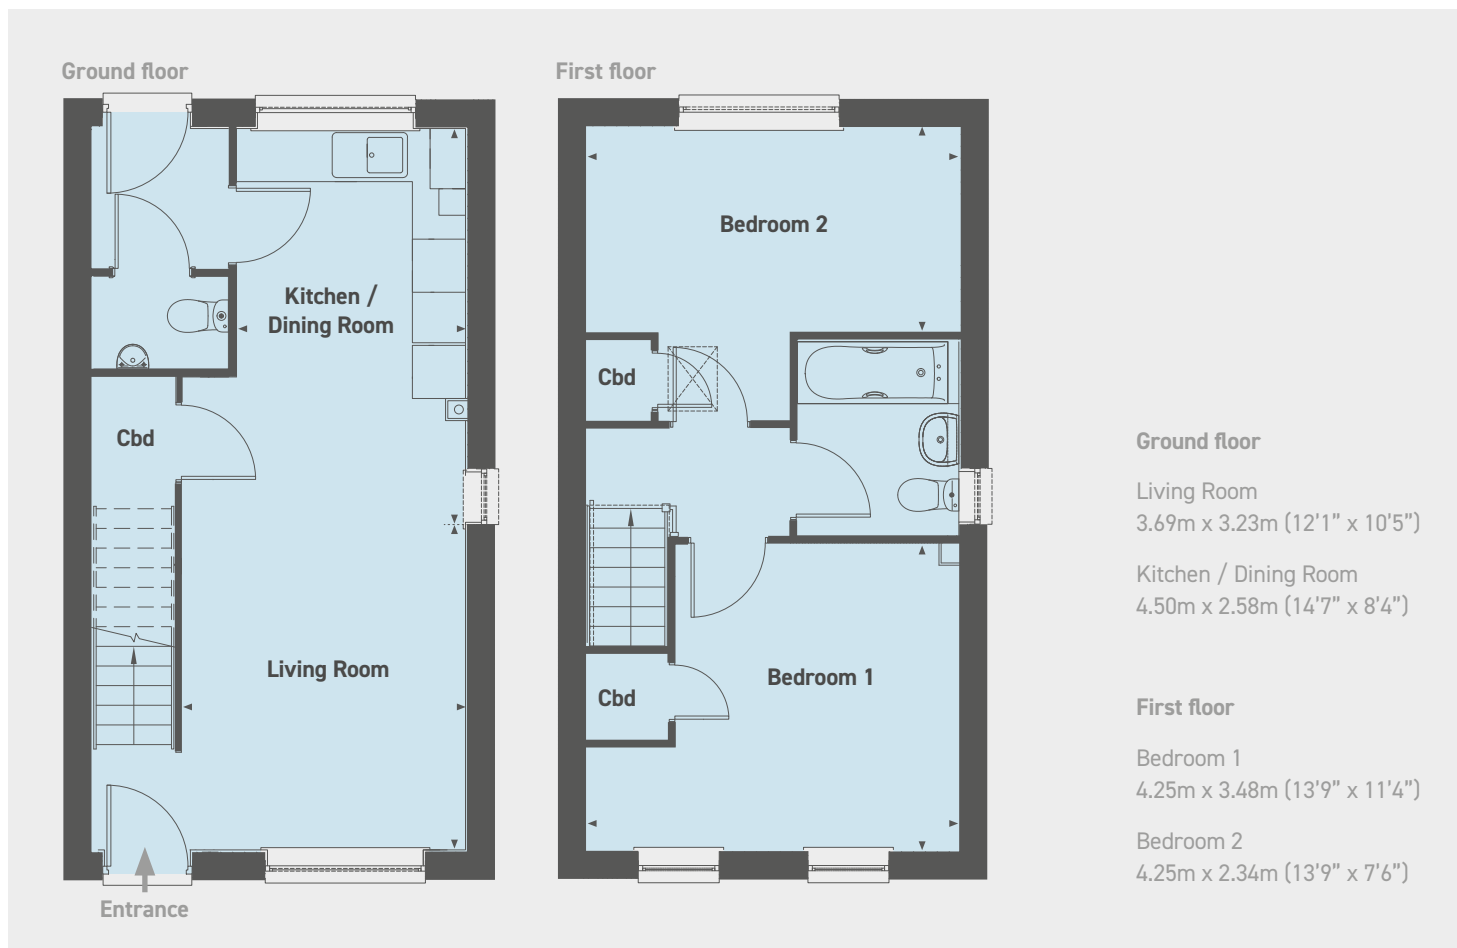 Ground floor
Kitchen /
Dining Room
Cbd
Living Room
Entrance
First floor
Bedroom 2
Cbd
Cbd
Bedroom 1
Ground floor
Living Room
3.69m x 3.23m (12’1” x 10’5”)
Kitchen / Dining Room
4.50m x 2.58m (14’7” x 8’4”)
First floor
Bedroom 1
4.25m x 3.48m (13’9” x 11’4”)
Bedroom 2
4.25m x 2.34m (13’9” x 7’6”)